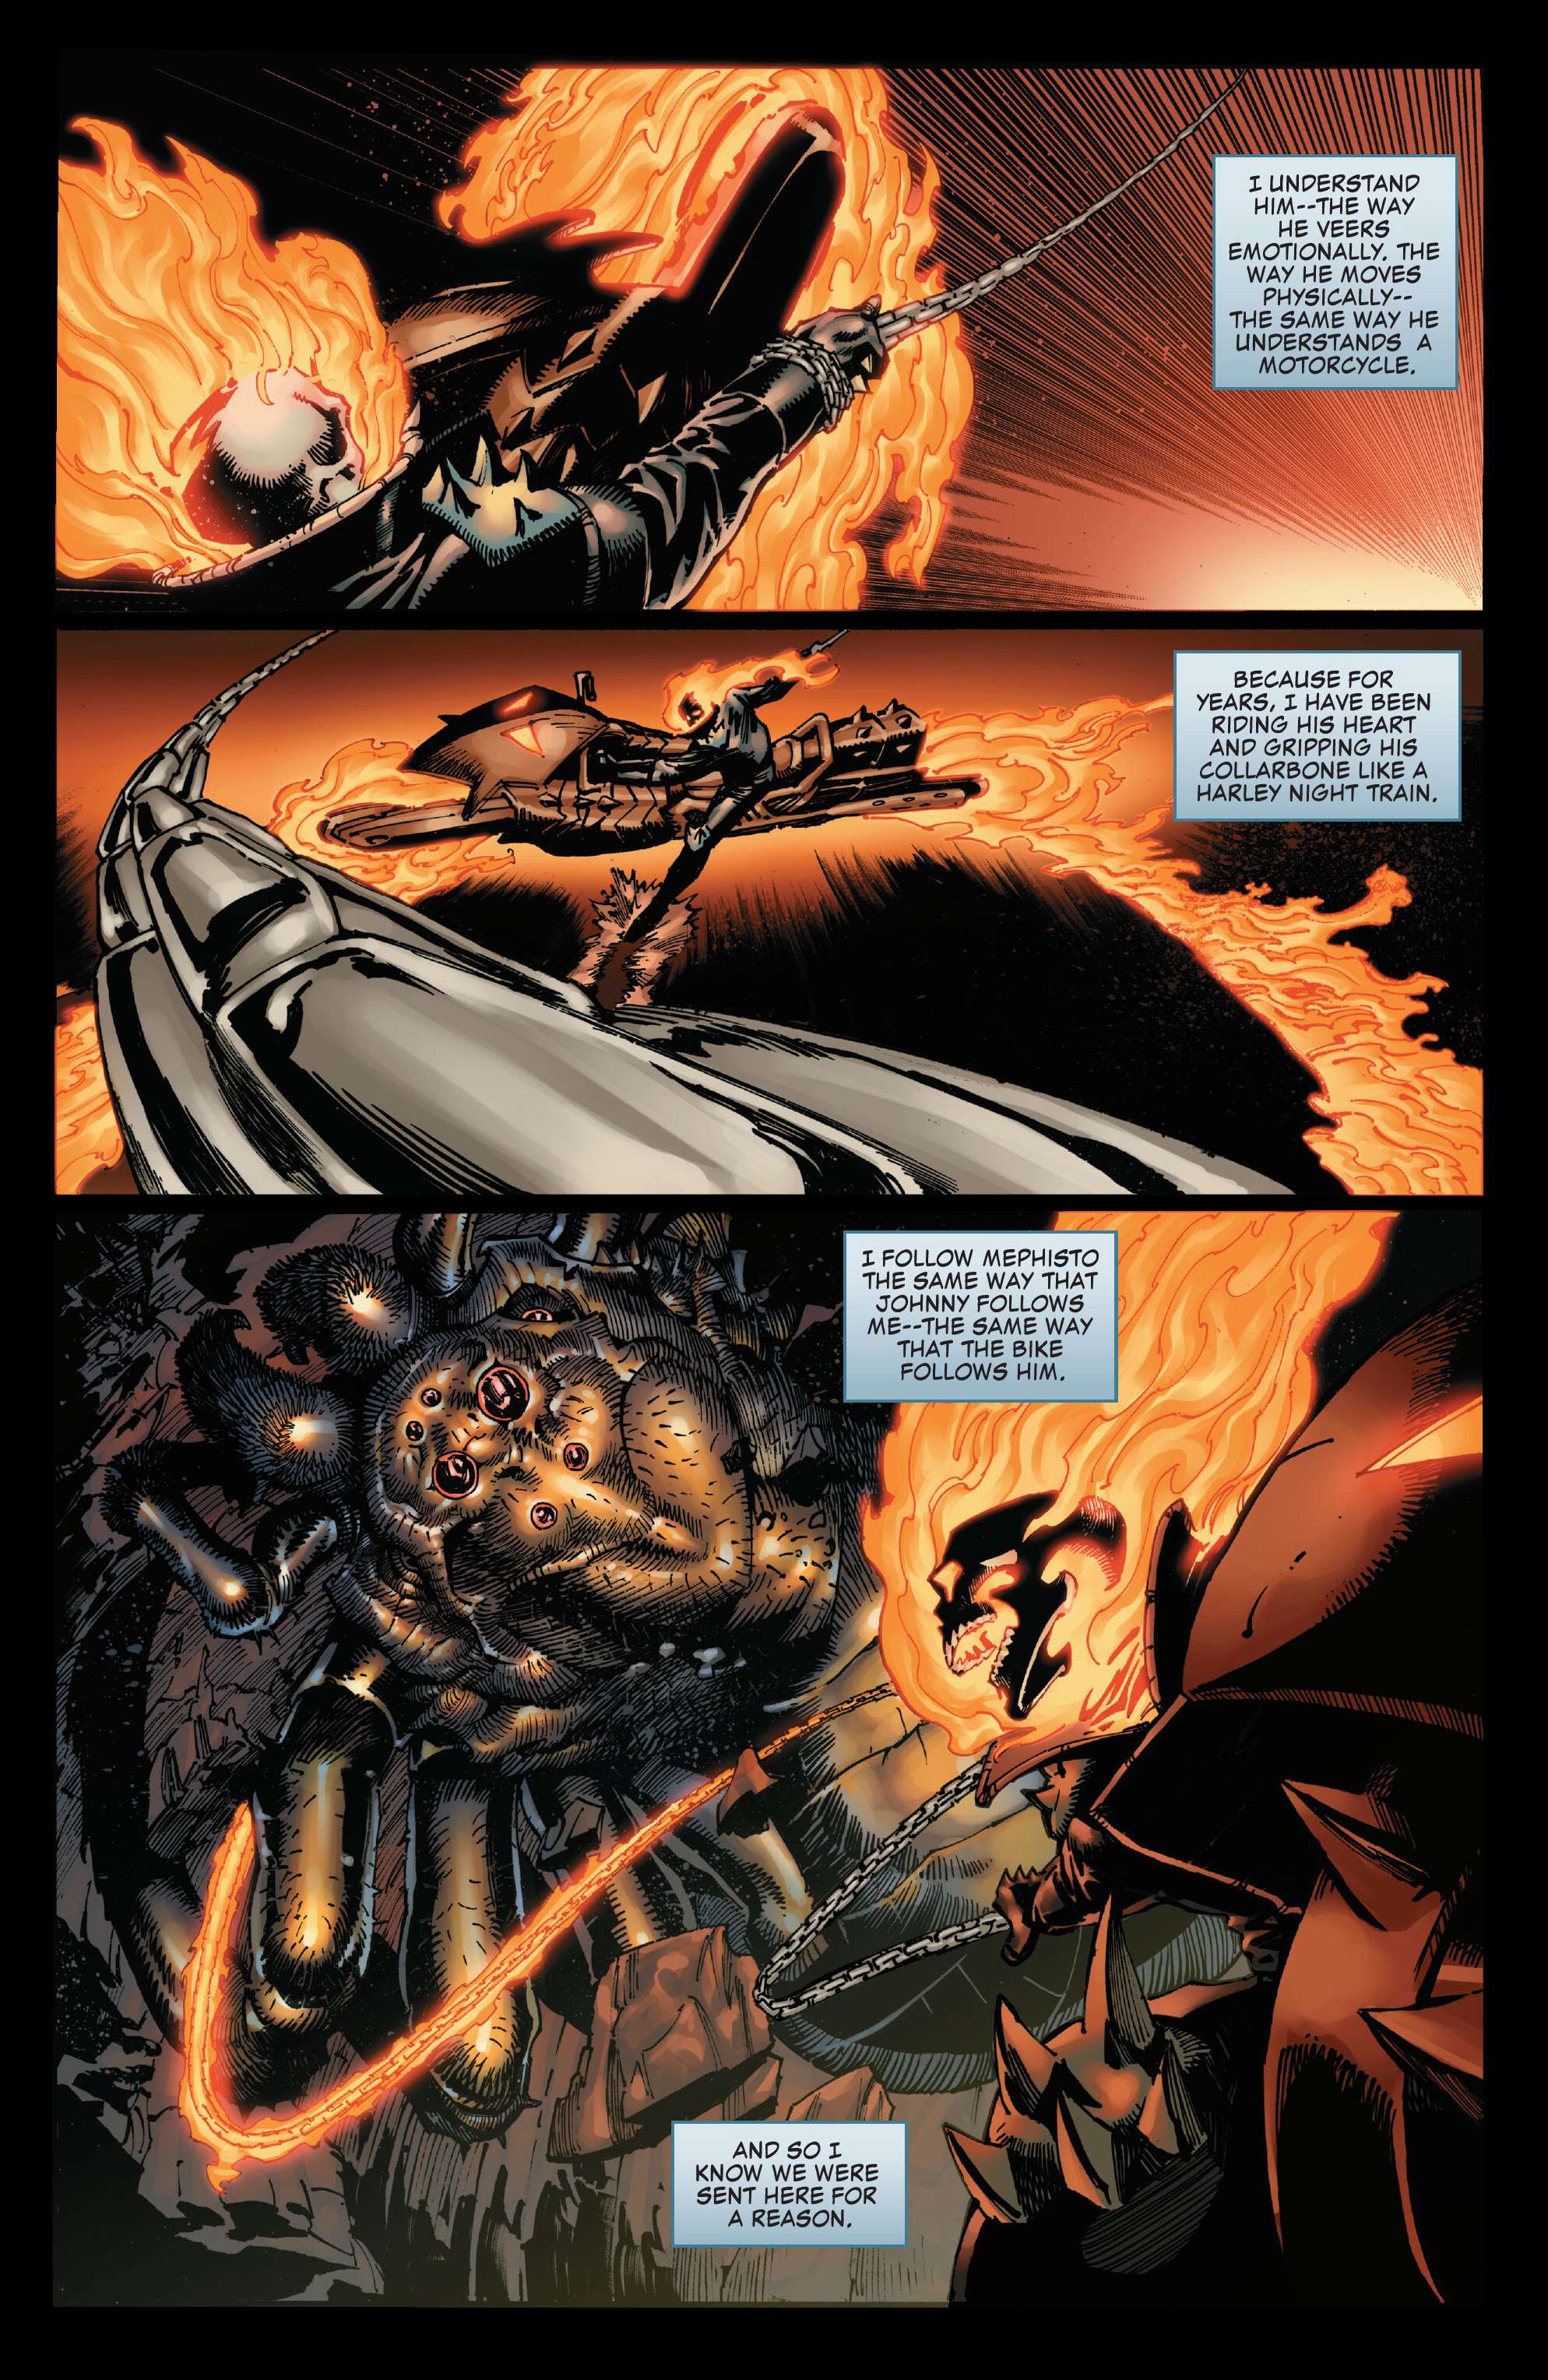 I UNDERSTAND
HIM--THE WAY
HE VEERS
EMOTIONALLY. THE
WAY HE MOVES
PHYSICALLY--
THE SAME WAY HE
UNDERSTANDS A
MOTORCYCLE.
BECAUSE FOR
YEARS, I HAVE BEEN
RIDING HIS HEART
AND GRIPPING HIS
COLLARBONE LIKE A
HARLEY NIGHT TRAIN.
I FOLLOW MEPHISTO
THE SAME WAY THAT
JOHNNY FOLLOWS
ME--THE SAME WAY
THAT THE BIKE
FOLLOWS HIM.
AND SO I
KNOW WE WERE
SENT HERE FOR
A REASON.